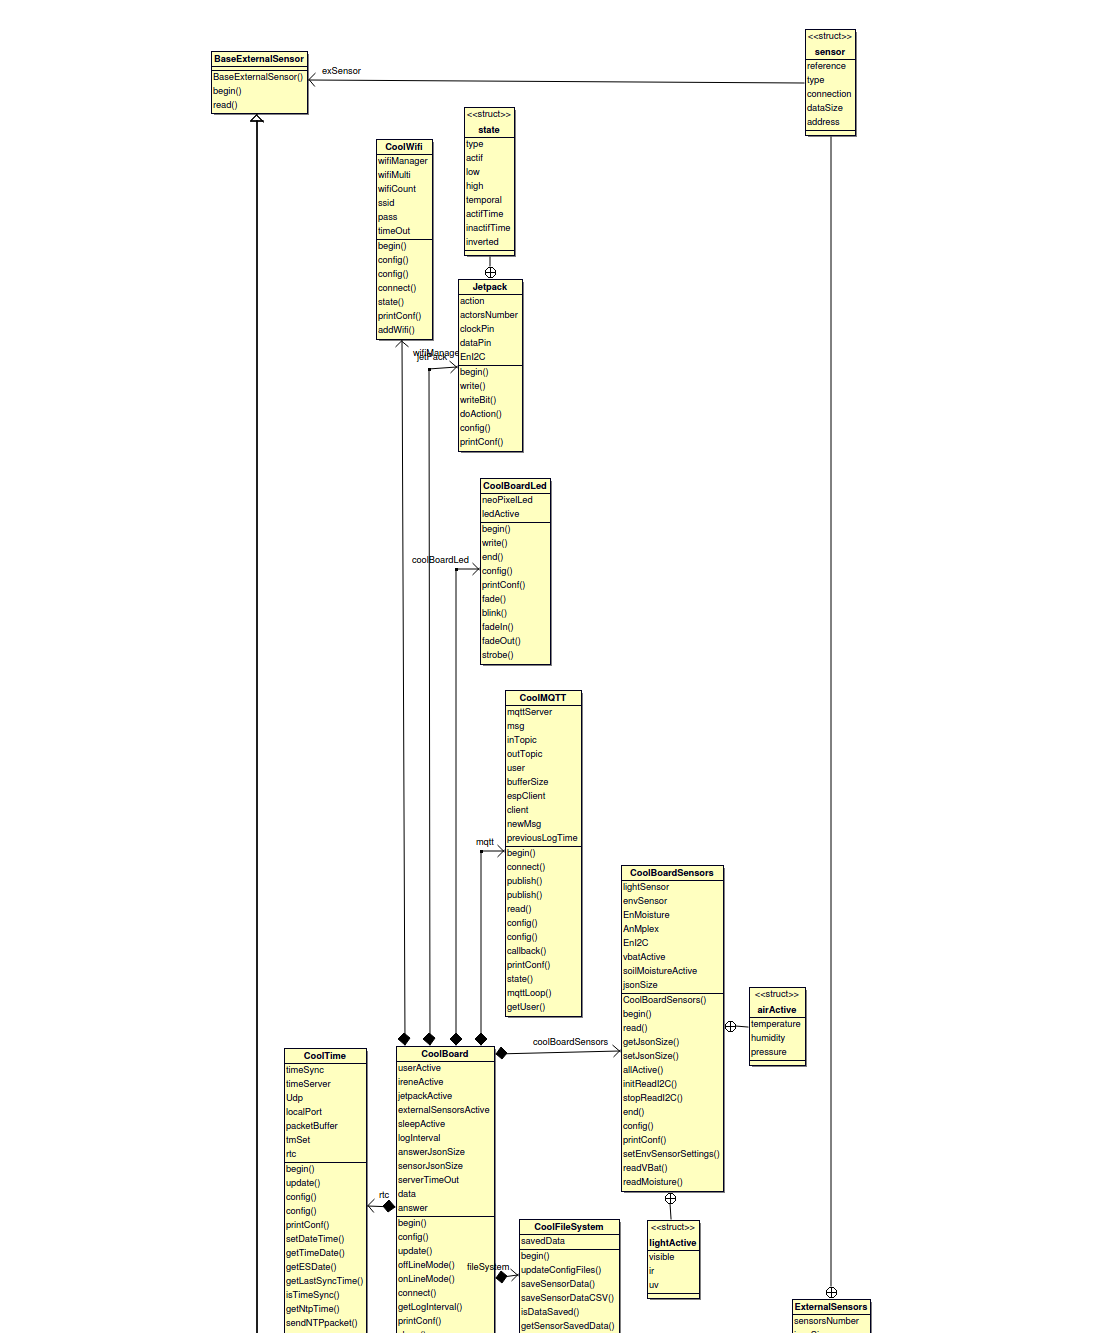 <<struct>>
sensor
reference
type
connection
dataSize
address
BaseExternalSensor
BaseExternalSensor()
begin()
read()
exSensor
<<struct>>
state
type
actif
low
high
temporal
actifTime
inactifTime
inverted
CoolWifi
wifiManager
wifiMulti
wifiCount
ssid
pass
timeOut
begin()
config()
config()
connect()
state()
printConf()
addWifi()
wifiManage
jetPack
Jetpack
action
actorsNumber
clockPin
dataPin
EnI2C
begin()
write()
writeBit()
doAction()
config()
printConf()
CoolBoardLed
neoPixelLed
ledActive
begin()
write()
end()
config()
printConf()
fade()
blink()
fadeIn()
fadeOut()
strobe()
coolBoardLed
CoolMQTT
mqttServer
msg
inTopic
outTopic
user
bufferSize
espClient
client
newMsg
previousLogTime
begin()
connect()
publish()
publish()
read()
config()
config()
callback()
printConf()
state()
mqttLoop()
getUser()
mqtt
CoolBoardSensors
lightSensor
envSensor
EnMoisture
AnMplex
EnI2C
vbatActive
soilMoistureActive
jsonSize
CoolBoardSensors()
begin()
read()
getJsonSize()
setJsonSize()
allActive()
initReadI2C()
stopReadI2C()
end()
config()
printConf()
setEnvSensorSettings()
readVBat()
readMoisture()
coolBoardSensors
<<struct>>
airActive
temperature
humidity
pressure
CoolTime
timeSync
timeServer
Udp
localPort
packetBuffer
tmSet
rtc
begin()
update()
config()
config()
printConf()
setDateTime()
getTimeDate()
getESDate()
getLastSyncTime()
isTimeSync()
getNtpTime()
sendNTPpacket()
rtc
CoolBoard
userActive
ireneActive
jetpackActive
externalSensorsActive
sleepActive
logInterval
answerJsonSize
sensorJsonSize
serverTimeOut
data
answer
begin()
config()
update()
offLineMode()
onLineMode()
connect()
getLogInterval()
printConf()
fileSystem
CoolFileSystem
savedData
begin()
updateConfigFiles()
saveSensorData()
saveSensorDataCSV()
isDataSaved()
getSensorSavedData()
<<struct>>
lightActive
visible
ir
uv
ExternalSensors
sensorsNumber